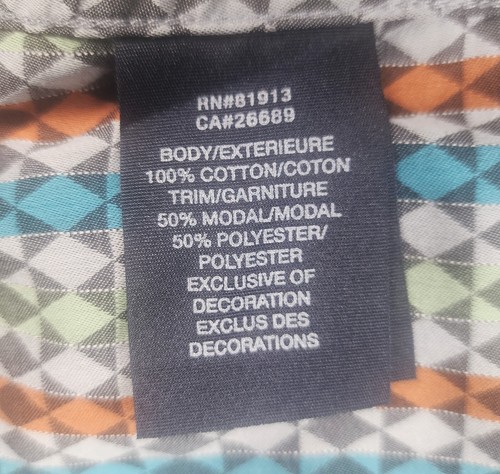 RN#81913
CA#26689
BODY/EXTERIEURE
100% COTTON/COTON
TRIM/GARNITURE
50% MODAL/MODAL
50% POLYESTER/
POLYESTER
EXCLUSIVE OF
DECORATION
EXCLUS DES
DECORATIONS